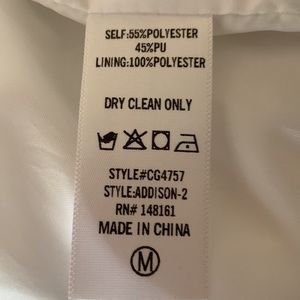 SELF:55%POLYESTER
45%PU
LINING:100%POLYESTER
DRY CLEAN ONLY
STYLE#CG4757
STYLE:ADDISON-2
RN# 148161
MADE IN CHINA
M